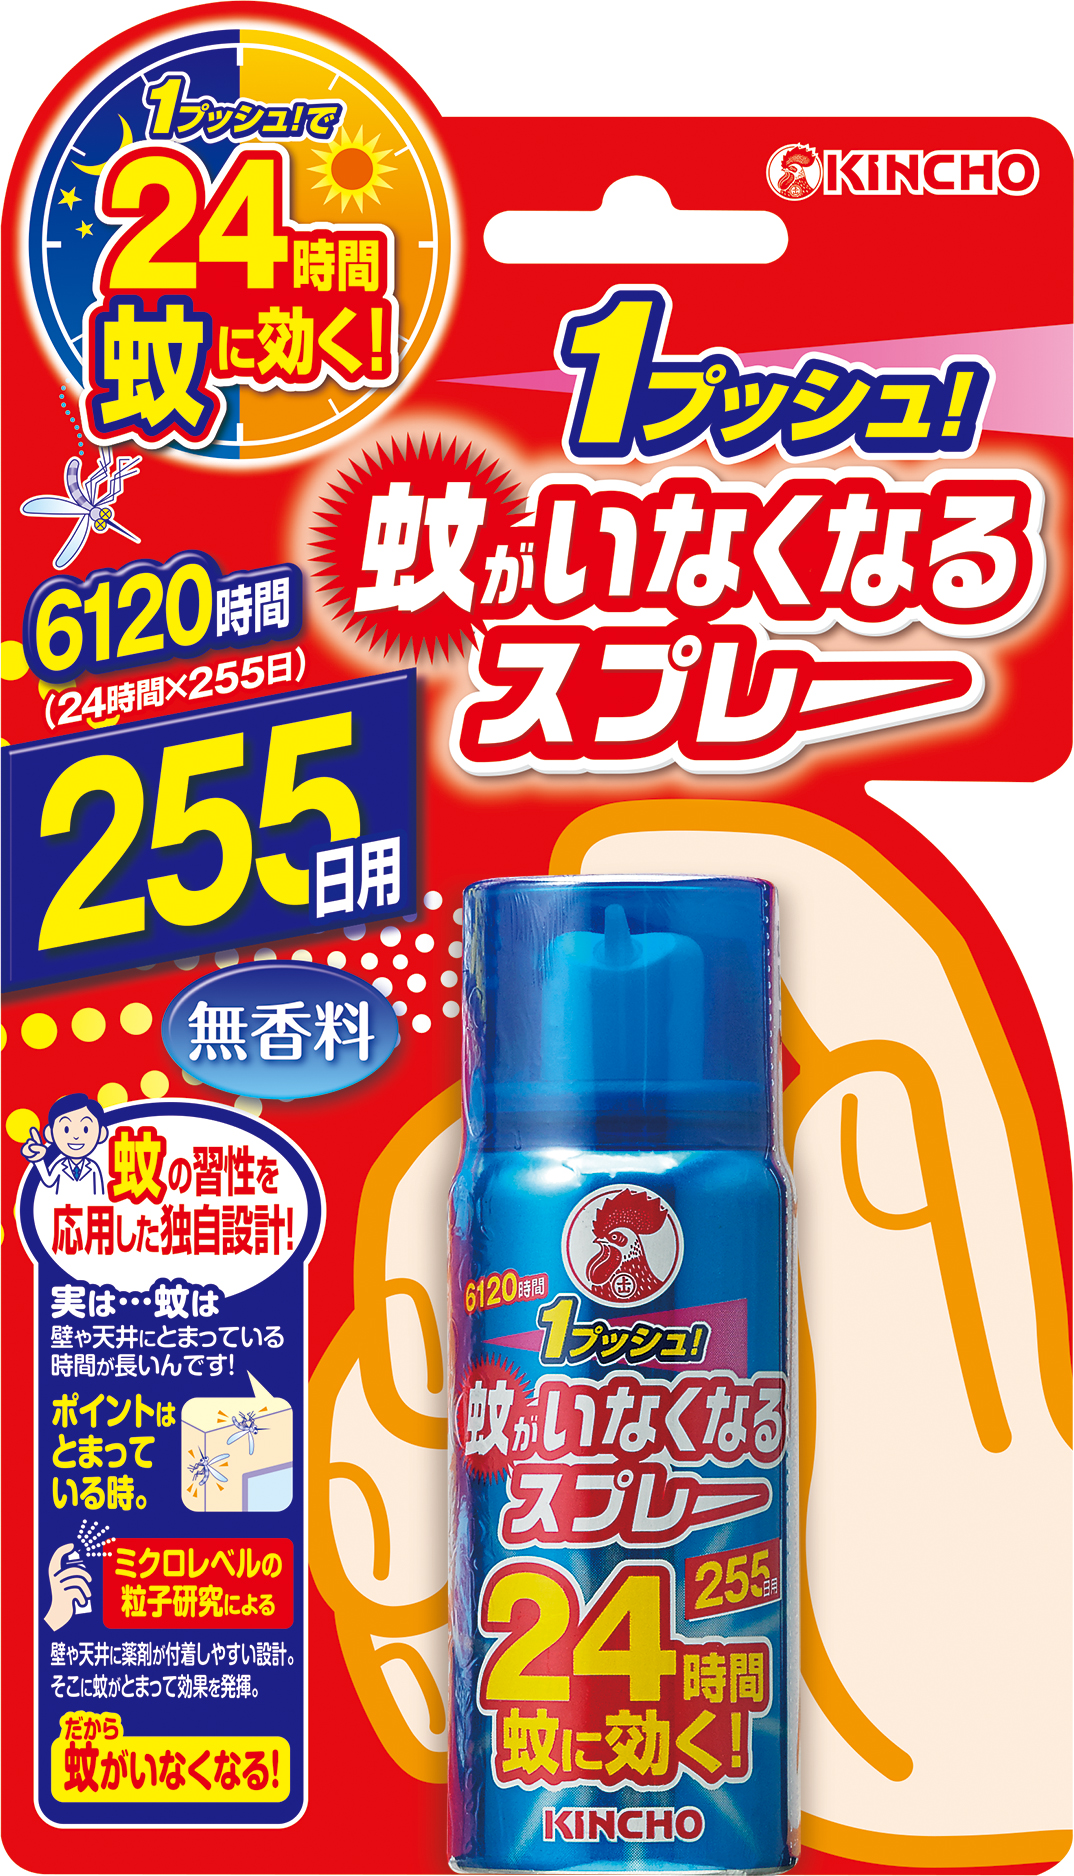 1プッシュ!で
24時間
蚊に効く!
KINCHO
1プッシュ!
蚊がいなくなる
スプレー
6120時間
(24時間×255日)
255日用
無香料
蚊の習性を
応用した独自設計!
実は…蚊は
壁や天井にとまっている
時間が長いんです!
ポイントは
とまって
いる時。
ミクロレベルの
粒子研究による
壁や天井に薬剤が付着しやすい設計。
そこに蚊がとまって効果を発揮。
だから
蚊がいなくなる!
6120時間
1プッシュ!
蚊がいなくなる
スプレー
255日用
24時間
蚊に効く!
KINCHO